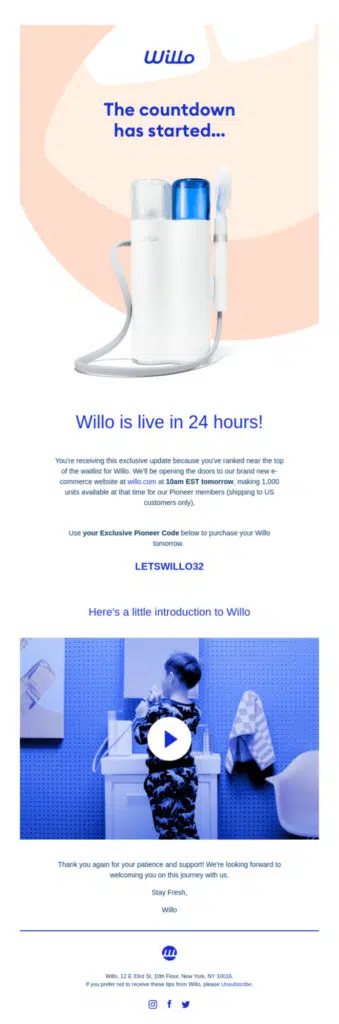 Willo
The countdown
has started...
Willo is live in 24 hours!
You're receiving this exclusive update because you've ranked near the top
of the waitlist for Willo. We'll be opening the doors to our brand new e-
commerce website at willo.com at 10am EST tomorrow, making 1,000
units available at that time for our Pioneer members (shipping to US
customers only).
Use your Exclusive Pioneer Code below to purchase your Willo
tomorrow.
LETSWILLO32
Here's a little introduction to Willo
Thank you again for your patience and support! We're looking forward to
welcoming you on this journey with us.
Stay Fresh,
Willo
Willo, 12 E 33rd St, 10th Floor, New York, NY 10016.
If you prefer not to receive these tips from Willo, please Unsubscribe.